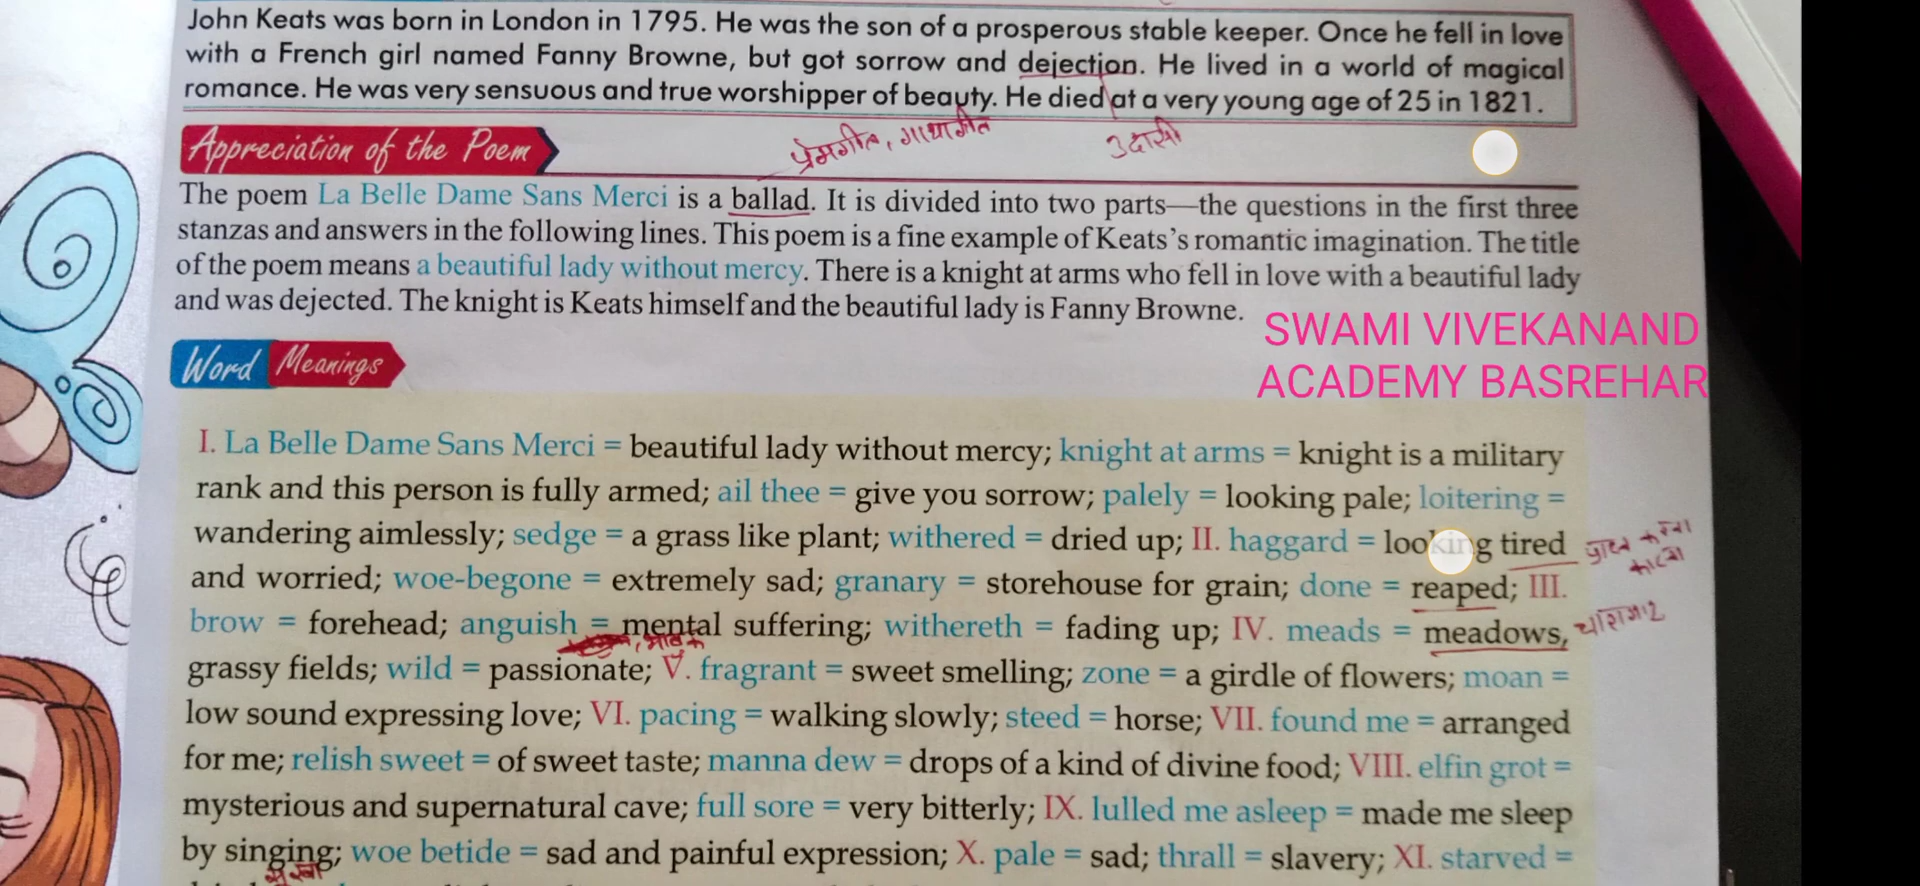 John Keats was born in London in 1795. He was the son of a prosperous stable keeper. Once he fell in love
with a French girl named Fanny Browne, but got sorrow and dejection. He lived in a world of magical
romance. He was very sensuous and true worshipper of beauty. He died at a very young age of 25 in 1821.
Appreciation of the Poem
प्रेमगीत, गाथागीत
उदासी
The poem La Belle Dame Sans Merci is a ballad. It is divided into two parts—the questions in the first three
stanzas and answers in the following lines. This poem is a fine example of Keats's romantic imagination. The title
of the poem means a beautiful lady without mercy. There is a knight at arms who fell in love with a beautiful lady
and was dejected. The knight is Keats himself and the beautiful lady is Fanny Browne.
SWAMI VIVEKANAND
ACADEMY BASREHAR
Word Meanings
I. La Belle Dame Sans Merci = beautiful lady without mercy; knight at arms = knight is a military
rank and this person is fully armed; ail thee = give you sorrow; palely = looking pale; loitering =
wandering aimlessly; sedge = a grass like plant; withered = dried up; II. haggard = looking tired
and worried; woe-begone = extremely sad; granary = storehouse for grain; done = reaped; III.
brow = forehead; anguish = mental suffering; withereth = fading up; IV. meads = meadows,
चारागाह
grassy fields; wild = passionate; V. fragrant = sweet smelling; zone = a girdle of flowers; moan =
low sound expressing love; VI. pacing = walking slowly; steed = horse; VII. found me = arranged
for me; relish sweet = of sweet taste; manna dew = drops of a kind of divine food; VIII. elfin grot =
mysterious and supernatural cave; full sore = very bitterly; IX. lulled me asleep = made me sleep
by singing; woe betide = sad and painful expression; X. pale = sad; thrall = slavery; XI. starved =